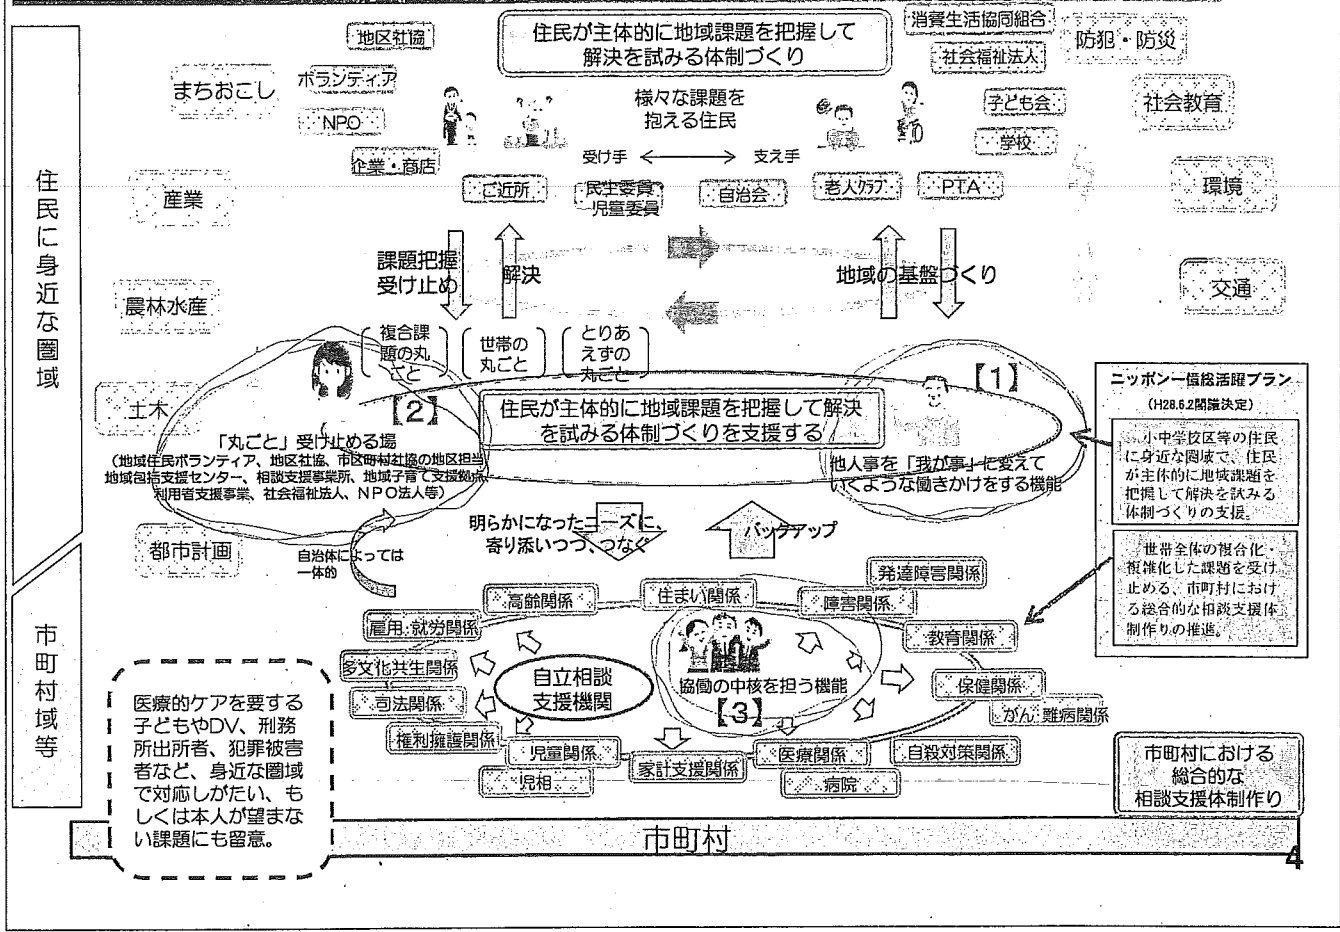 住民が主体的に地域課題を把握して
解決を試みる体制づくり
地区社協
消費生活協同組合
防犯・防災
社会福祉法人
まちおこし
ボランティア
様々な課題を
抱える住民
子ども会
社会教育
NPO
学校
企業・商店
受け手
支え手
ご近所
民生委員・
児童委員
自治会
老人クラブ
PTA
産業
環境
住民に身近な圏域
課題把握
受け止め
解決
地域の基盤づくり
農林水産
交通
複合課
題の丸
ごと
世帯の
丸ごと
とりあ
えずの
丸ごと
土木
【2】
【1】
住民が主体的に地域課題を把握して解決
を試みる体制づくりを支援する
「丸ごと」受け止める場
(地域住民ボランティア、地区社協、市区町村社協の地区担当、
地域包括支援センター、相談支援事業所、地域子育て支援拠点、
利用者支援事業、社会福祉法人、NPO法人等)
他人事を「我が事」に変えて
いくような働きかけをする機能
ニッポン一億総活躍プラン
(H28.6.2閣議決定)
小中学校区等の住民
に身近な圏域で、住民
が主体的に地域課題を
把握して解決を試みる
体制づくりの支援。
世帯全体の複合化・
複雑化した課題を受け
止める、市町村におけ
る総合的な相談支援体
制作りの推進。
都市計画
自治体によっては
一体的
明らかになったニーズに、
寄り添いつつ、つなぐ
バックアップ
市町村域等
発達障害関係
高齢関係
住まい関係
障害関係
雇用・就労関係
教育関係
多文化共生関係
自立相談
支援機関
協働の中核を担う機能
【3】
保健関係
司法関係
がん・難病関係
権利擁護関係
児童関係
医療関係
自殺対策関係
家計支援関係
児相
病院
医療的ケアを要する
子どもやDV、刑務
所出所者、犯罪被害
者など、身近な圏域
で対応しがたい、も
しくは本人が望まな
い課題にも留意。
市町村における
総合的な
相談支援体制作り
市町村
4